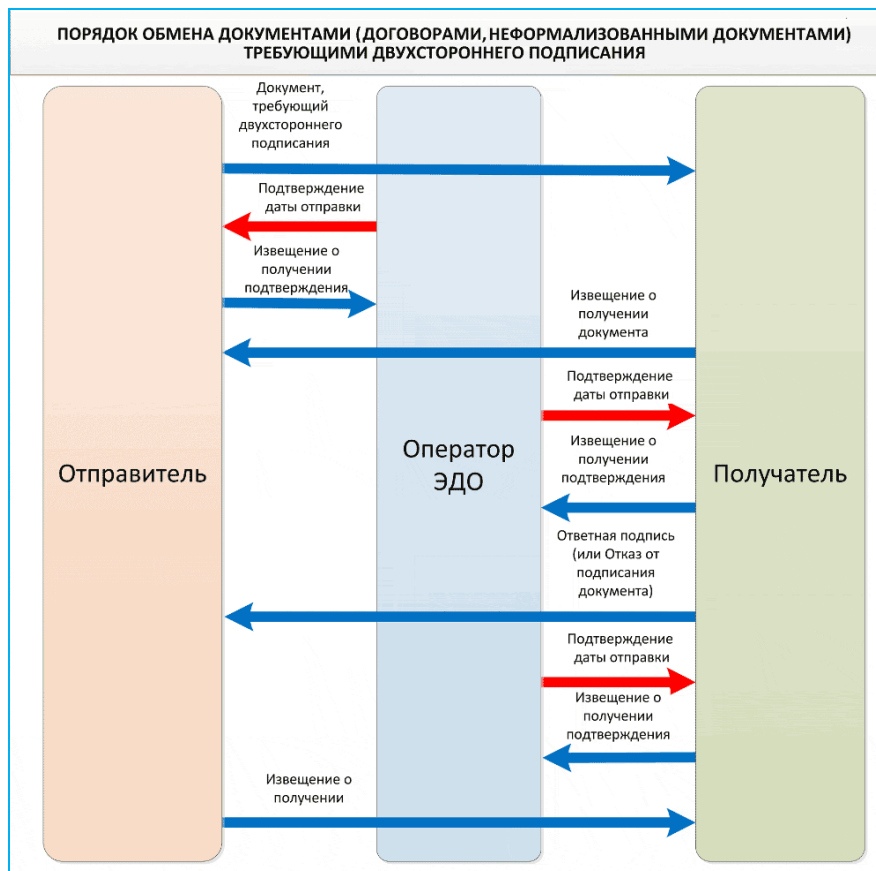 ПОРЯДОК ОБМЕНА ДОКУМЕНТАМИ (ДОГОВОРАМИ, НЕФОРМАЛИЗОВАННЫМИ ДОКУМЕНТАМИ)
ТРЕБУЮЩИМИ ДВУХСТОРОННЕГО ПОДПИСАНИЯ
Документ,
требующий
двухстороннего
подписания
Подтверждение
даты отправки
Извещение о
получении
подтверждения
Извещение о
получении
документа
Подтверждение
даты отправки
Извещение о
получении
подтверждения
Отправитель
Оператор
ЭДО
Получатель
Ответная подпись
(или Отказ от
подписания
документа)
Подтверждение
даты отправки
Извещение о
получении
подтверждения
Извещение о
получении